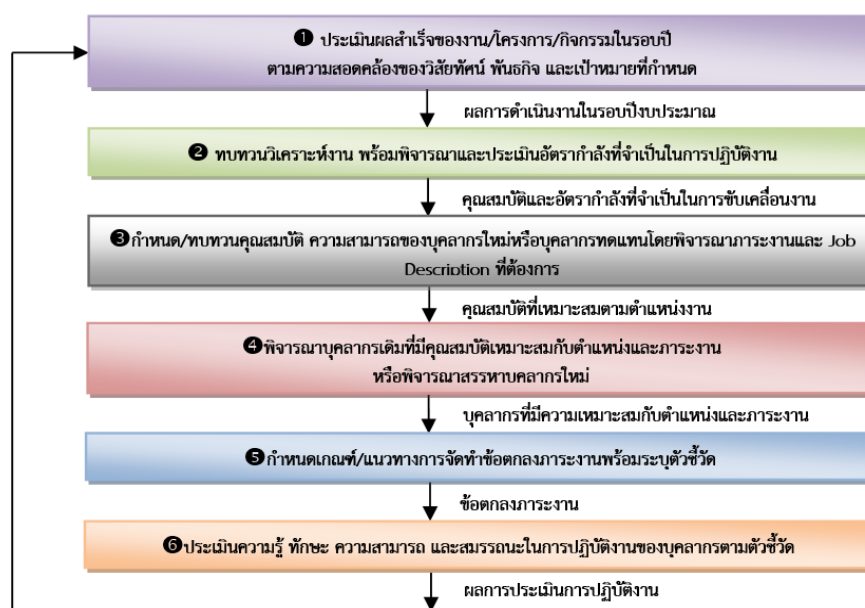 ❶ ประเมินผลสำเร็จของงาน/โครงการ/กิจกรรมในรอบปี
ตามความสอดคล้องของวิสัยทัศน์ พันธกิจ และเป้าหมายที่กำหนด
ผลการดำเนินงานในรอบปีงบประมาณ
❷ ทบทวนวิเคราะห์งาน พร้อมพิจารณาและประเมินอัตรากำลังที่จำเป็นในการปฏิบัติงาน
คุณสมบัติและอัตรากำลังที่จำเป็นในการขับเคลื่อนงาน
❸กำหนด/ทบทวนคุณสมบัติ ความสามารถของบุคลากรใหม่หรือบุคลากรทดแทนโดยพิจารณาภาระงานและ Job
Description ที่ต้องการ
คุณสมบัติที่เหมาะสมตามตำแหน่งงาน
❹พิจารณาบุคลากรเดิมที่มีคุณสมบัติเหมาะสมกับตำแหน่งและภาระงาน
หรือพิจารณาสรรหาบุคลากรใหม่
บุคลากรที่มีความเหมาะสมกับตำแหน่งและภาระงาน
❺กำหนดเกณฑ์/แนวทางการจัดทำข้อตกลงภาระงานพร้อมระบุตัวชี้วัด
ข้อตกลงภาระงาน
❻ประเมินความรู้ ทักษะ ความสามารถ และสมรรถนะในการปฏิบัติงานของบุคลากรตามตัวชี้วัด
ผลการประเมินการปฏิบัติงาน